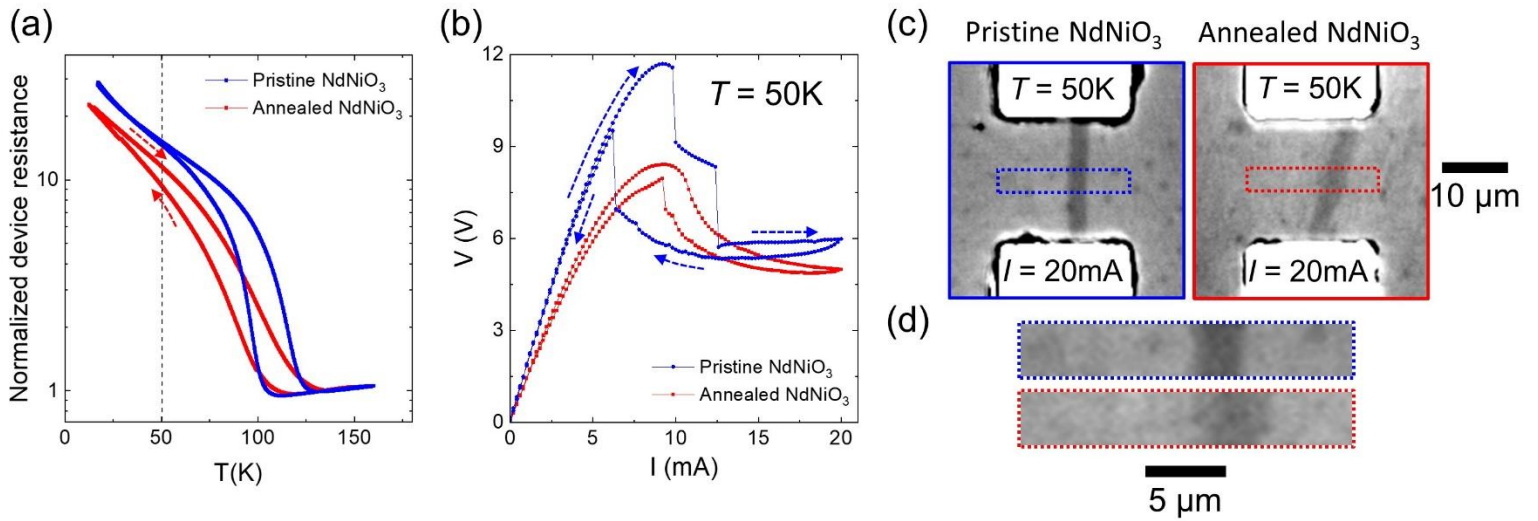 (a)
Normalized device resistance
10
1
0
50
100
150
T(K)
Pristine NdNiO3
Annealed NdNiO3
(b)
V (V)
12
9
6
3
0
0
5
10
15
20
I (mA)
T = 50K
Pristine NdNiO3
Annealed NdNiO3
(c)
Pristine NdNiO3
Annealed NdNiO3
T = 50K
T = 50K
I = 20mA
I = 20mA
10 µm
(d)
5 µm